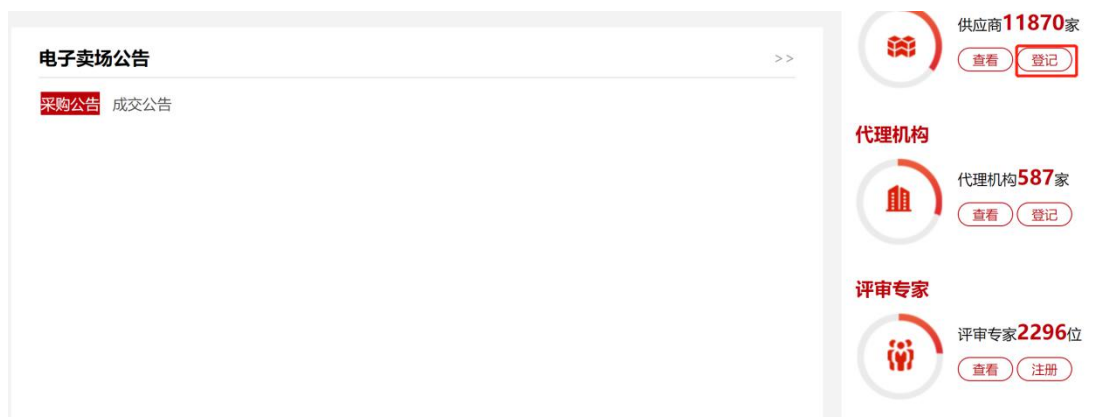 电子卖场公告
>>
采购公告 成交公告
供应商11870家
查看 登记
代理机构
代理机构587家
查看 登记
评审专家
评审专家2296位
查看 注册